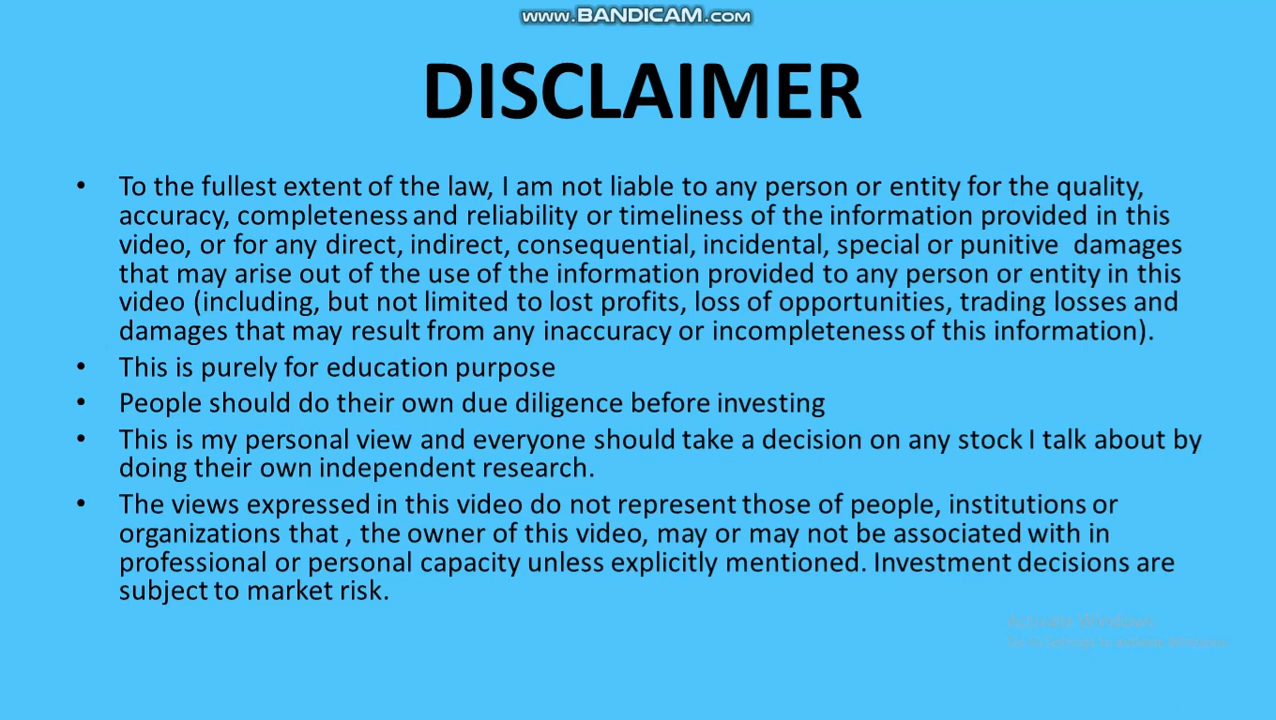 www.BANDICAM.com
DISCLAIMER
• To the fullest extent of the law, I am not liable to any person or entity for the quality,
accuracy, completeness and reliability or timeliness of the information provided in this
video, or for any direct, indirect, consequential, incidental, special or punitive damages
that may arise out of the use of the information provided to any person or entity in this
video (including, but not limited to lost profits, loss of opportunities, trading losses and
damages that may result from any inaccuracy or incompleteness of this information).
• This is purely for education purpose
• People should do their own due diligence before investing
• This is my personal view and everyone should take a decision on any stock I talk about by
doing their own independent research.
• The views expressed in this video do not represent those of people, institutions or
organizations that , the owner of this video, may or may not be associated with in
professional or personal capacity unless explicitly mentioned. Investment decisions are
subject to market risk.
Activate Windows
Go to Settings to activate Windows.